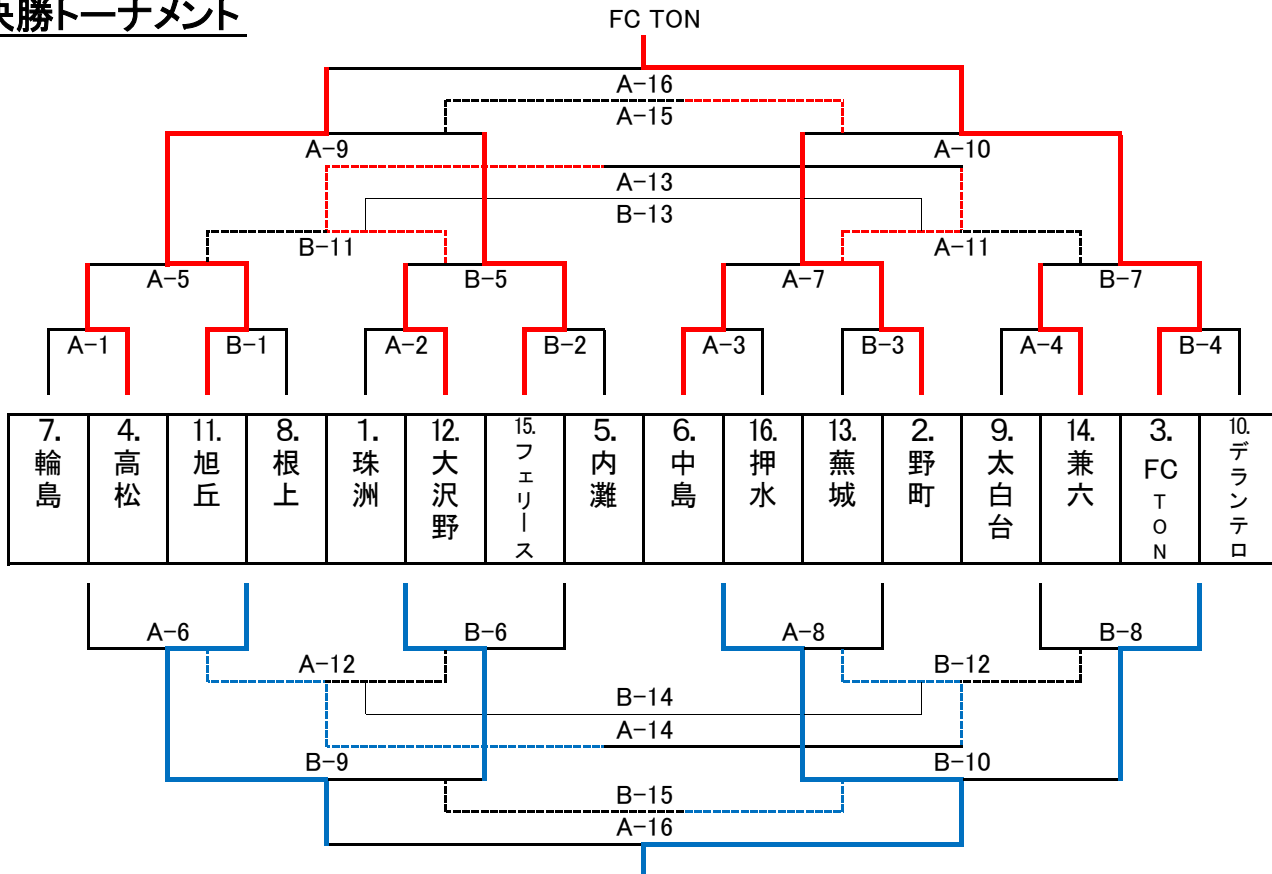 決勝トーナメント
FC TON
A-16
A-15
A-9
A-10
A-13
B-13
B-11
A-11
A-5
B-5
A-7
B-7
A-1
B-1
A-2
B-2
A-3
B-3
A-4
B-4
7.輪島
4.高松
11.旭丘
8.根上
1.珠洲
12.大沢野
15.フェリース
5.内灘
6.中島
16.押水
13.蕪城
2.野町
9.太白台
14.兼六
3.FC TON
10.デランテロ
A-6
B-6
A-8
B-8
A-12
B-12
B-14
A-14
B-9
B-10
B-15
A-16